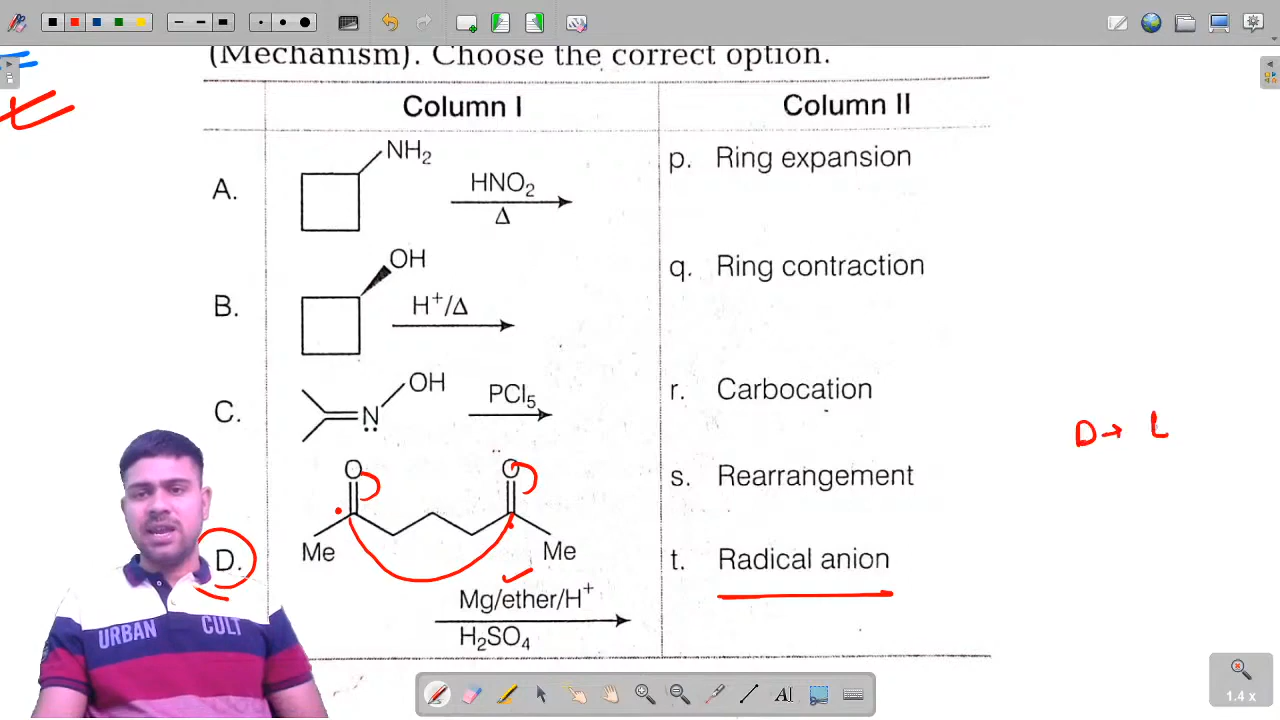 (Mechanism). Choose the correct option.
Column I
Column II
A.
NH2
HNO2
Δ
p. Ring expansion
B.
OH
H+/Δ
q. Ring contraction
C.
OH
N
PCl5
r. Carbocation
D → L
s. Rearrangement
D.
O
O
Me
Me
Mg/ether/H+
H2SO4
t. Radical anion
URBAN CULT
AI
1.4 x